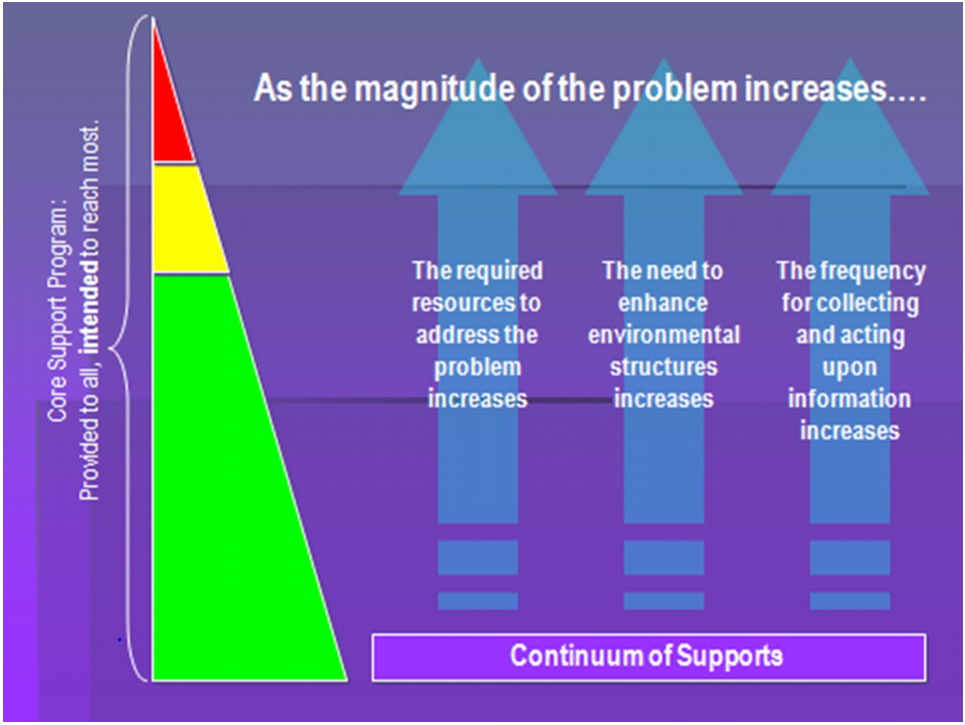 Core Support Program:
Provided to all, intended to reach most.
As the magnitude of the problem increases....
The required
resources to
address the
problem
increases
The need to
enhance
environmental
structures
increases
The frequency
for collecting
and acting
upon
information
increases
Continuum of Supports